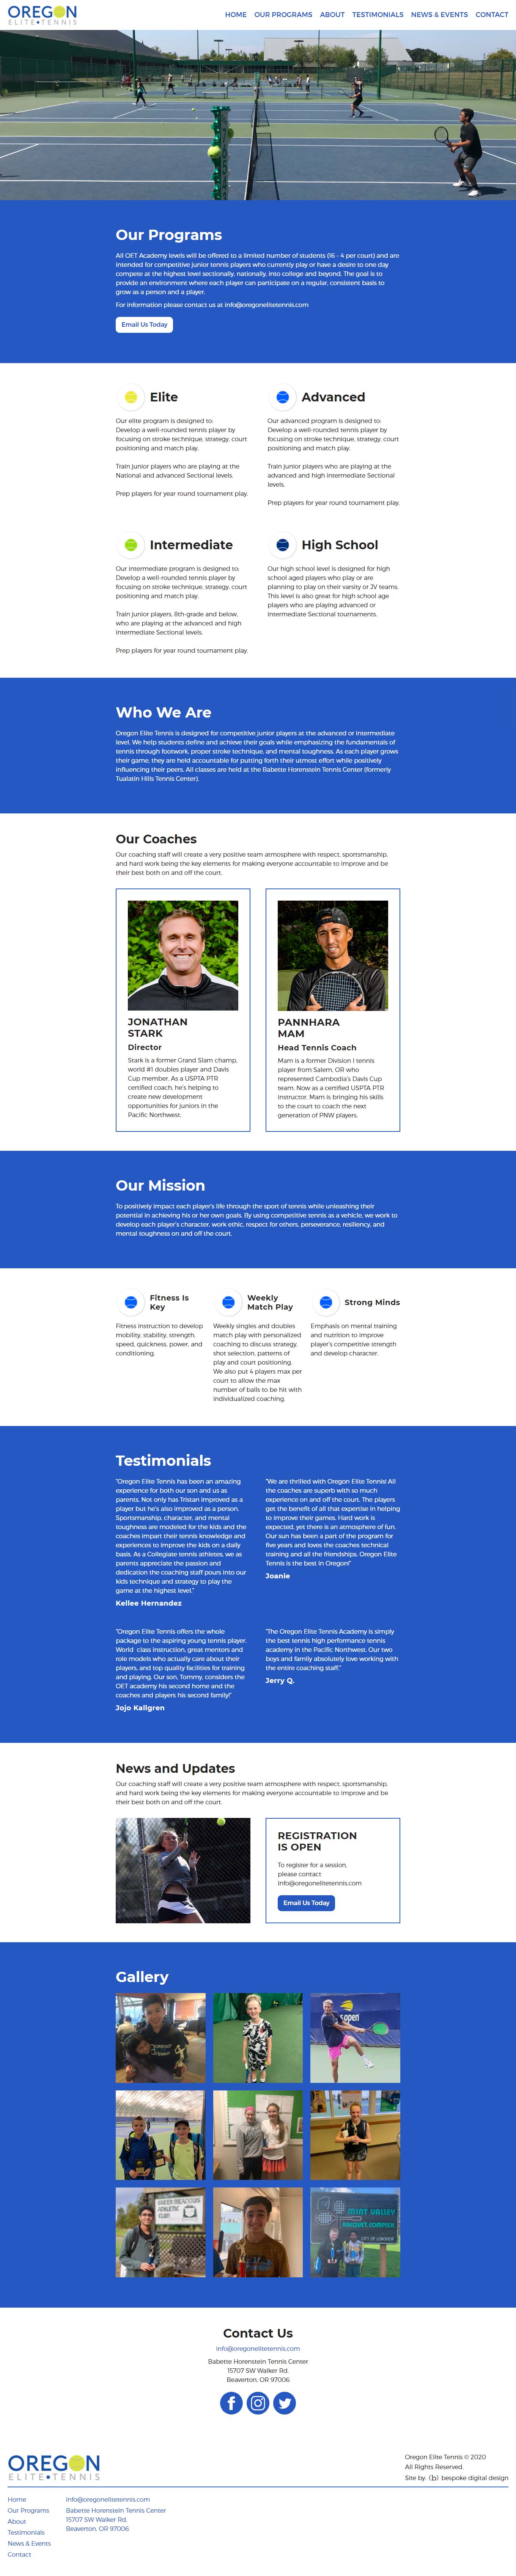 OREGON
ELITE•TENNIS
HOME OUR PROGRAMS ABOUT TESTIMONIALS NEWS & EVENTS CONTACT
Our Programs
All OET Academy levels will be offered to a limited number of students (16 - 4 per court) and are
intended for competitive junior tennis players who currently play or have a desire to one day
compete at the highest level sectionally, nationally, into college and beyond. The goal is to
provide an environment where each player can participate on a regular, consistent basis to
grow as a person and a player.
For information please contact us at info@oregonelitetennis.com
Email Us Today
Elite
Our elite program is designed to:
Develop a well-rounded tennis player by
focusing on stroke technique, strategy, court
positioning and match play.
Train junior players who are playing at the
National and advanced Sectional levels.
Prep players for year round tournament play.
Advanced
Our advanced program is designed to:
Develop a well-rounded tennis player by
focusing on stroke technique, strategy, court
positioning and match play.
Train junior players who are playing at the
advanced and high intermediate Sectional
levels.
Prep players for year round tournament play.
Intermediate
Our intermediate program is designed to:
Develop a well-rounded tennis player by
focusing on stroke technique, strategy, court
positioning and match play.
Train junior players, 8th-grade and below,
who are playing at the advanced and high
intermediate Sectional levels.
Prep players for year round tournament play.
High School
Our high school level is designed for high
school aged players who play or are
planning to play on their varsity or JV teams.
This level is also great for high school age
players who are playing advanced or
intermediate Sectional tournaments.
Who We Are
Oregon Elite Tennis is designed for competitive junior players at the advanced or intermediate
level. We help students define and achieve their goals while emphasizing the fundamentals of
tennis through footwork, proper stroke technique, and mental toughness. As each player grows
their game, they are held accountable for putting forth their utmost effort while positively
influencing their peers. All classes are held at the Babette Horenstein Tennis Center (formerly
Tualatin Hills Tennis Center).
Our Coaches
Our coaching staff will create a very positive team atmosphere with respect, sportsmanship,
and hard work being the key elements for making everyone accountable to improve and be
their best both on and off the court.
JONATHAN
STARK
Director
Stark is a former Grand Slam champ,
world #1 doubles player and Davis
Cup member. As a USPTA PTR
certified coach, he's helping to
create new development
opportunities for juniors in the
Pacific Northwest.
PANNHARA
MAM
Head Tennis Coach
Mam is a former Division I tennis
player from Salem, OR who
represented Cambodia's Davis Cup
team. Now as a certified USPTA PTR
instructor, Mam is bringing his skills
to the court to coach the next
generation of PNW players.
Our Mission
To positively impact each player's life through the sport of tennis while unleashing their
potential in achieving his or her own goals. By using competitive tennis as a vehicle, we work to
develop each player's character, work ethic, respect for others, perseverance, resiliency, and
mental toughness on and off the court.
Fitness Is
Key
Fitness instruction to develop
mobility, stability, strength,
speed, quickness, power, and
conditioning.
Weekly
Match Play
Weekly singles and doubles
match play with personalized
coaching to discuss strategy,
shot selection, patterns of
play and court positioning.
We also put 4 players max per
court to allow the max
number of balls to be hit with
individualized coaching.
Strong Minds
Emphasis on mental training
and nutrition to improve
player's competitive strength
and develop character.
Testimonials
"Oregon Elite Tennis has been an amazing
experience for both our son and us as
parents. Not only has Tristan improved as a
player but he's also improved as a person.
Sportsmanship, character, and mental
toughness are modeled for the kids and the
coaches impart their tennis knowledge and
experiences to improve the kids on a daily
basis. As a Collegiate tennis athletes, we as
parents appreciate the passion and
dedication the coaching staff pours into our
kids technique and strategy to play the
game at the highest level."
Kellee Hernandez
"We are thrilled with Oregon Elite Tennis! All
the coaches are superb with so much
experience on and off the court. The players
get the benefit of all that expertise in helping
to improve their games. Hard work is
expected, yet there is an atmosphere of fun.
Our sun has been a part of the program for
five years and loves the coaches technical
training and all the friendships. Oregon Elite
Tennis is the best in Oregon!"
Joanie
"Oregon Elite Tennis offers the whole
package to the aspiring young tennis player.
World class instruction, great mentors and
role models who actually care about their
players, and top quality facilities for training
and playing. Our son, Tommy, considers the
OET academy his second home and the
coaches and players his second family!"
Jojo Kallgren
"The Oregon Elite Tennis Academy is simply
the best tennis high performance tennis
academy in the Pacific Northwest. Our two
boys and family absolutely love working with
the entire coaching staff."
Jerry Q.
News and Updates
Our coaching staff will create a very positive team atmosphere with respect, sportsmanship,
and hard work being the key elements for making everyone accountable to improve and be
their best both on and off the court.
REGISTRATION
IS OPEN
To register for a session,
please contact
info@oregonelitetennis.com
Email Us Today
Gallery
open
GREEN MEADOWS
ATHLETIC
CLUB
MINT VALLEY
RACQUET COMPLEX
CITY OF LONGVIEW
Contact Us
info@oregonelitetennis.com
Babette Horenstein Tennis Center
15707 SW Walker Rd.
Beaverton, OR 97006
OREGON
ELITE•TENNIS
Oregon Elite Tennis © 2020
All Rights Reserved.
Site by: {b} bespoke digital design
Home
Our Programs
About
Testimonials
News & Events
Contact
info@oregonelitetennis.com
Babette Horenstein Tennis Center
15707 SW Walker Rd.
Beaverton, OR 97006